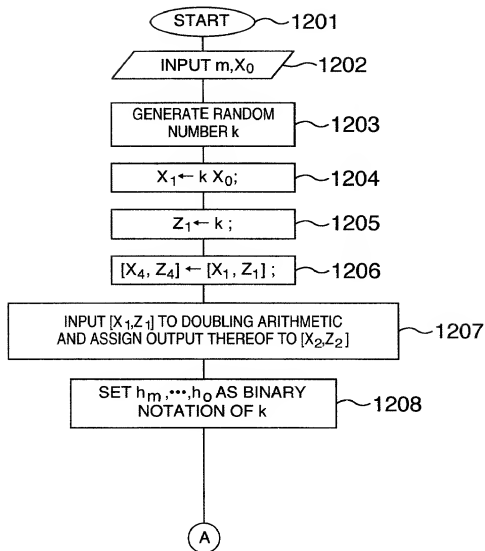 START 1201
INPUT m,X₀ 1202
GENERATE RANDOM
NUMBER k 1203
X₁← k X₀; 1204
Z₁← k ; 1205
[X₄, Z₄] ← [X₁, Z₁] ; 1206
INPUT [X₁,Z₁] TO DOUBLING ARITHMETIC
AND ASSIGN OUTPUT THEREOF TO [X₂,Z₂] 1207
SET hₘ,•••,h₀ AS BINARY
NOTATION OF k 1208
A